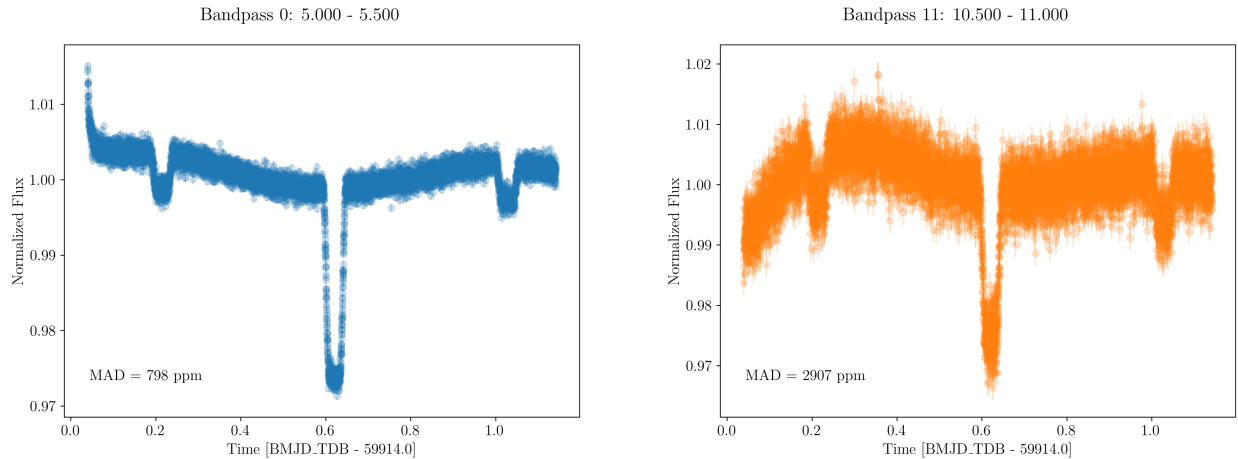 Bandpass 0: 5.000 - 5.500
1.01
1.00
0.99
0.98
0.97
Normalized Flux
MAD = 798 ppm
0.0 0.2 0.4 0.6 0.8 1.0
Time [BMJD_TDB - 59914.0]
Bandpass 11: 10.500 - 11.000
1.02
1.01
1.00
0.99
0.98
0.97
Normalized Flux
MAD = 2907 ppm
0.0 0.2 0.4 0.6 0.8 1.0
Time [BMJD_TDB - 59914.0]